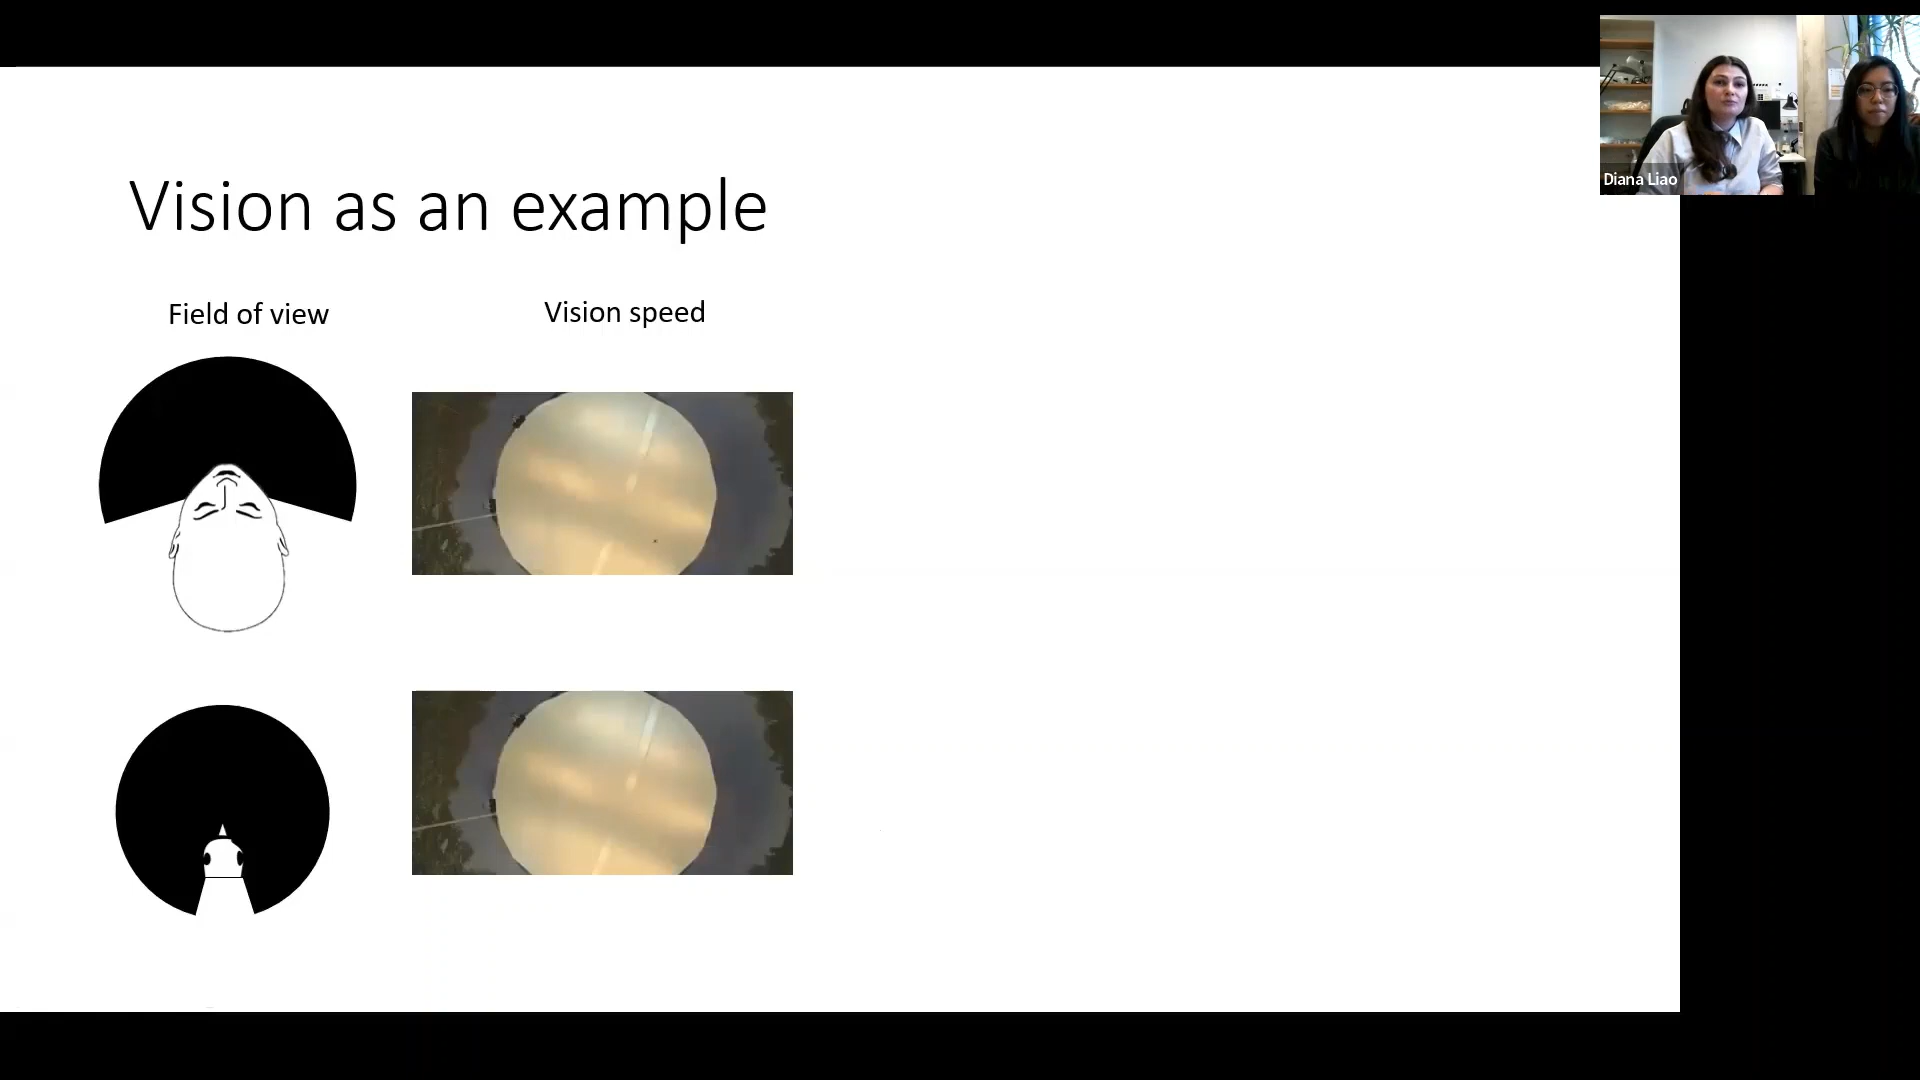 Vision as an example
Field of view
Vision speed
Diana Liao